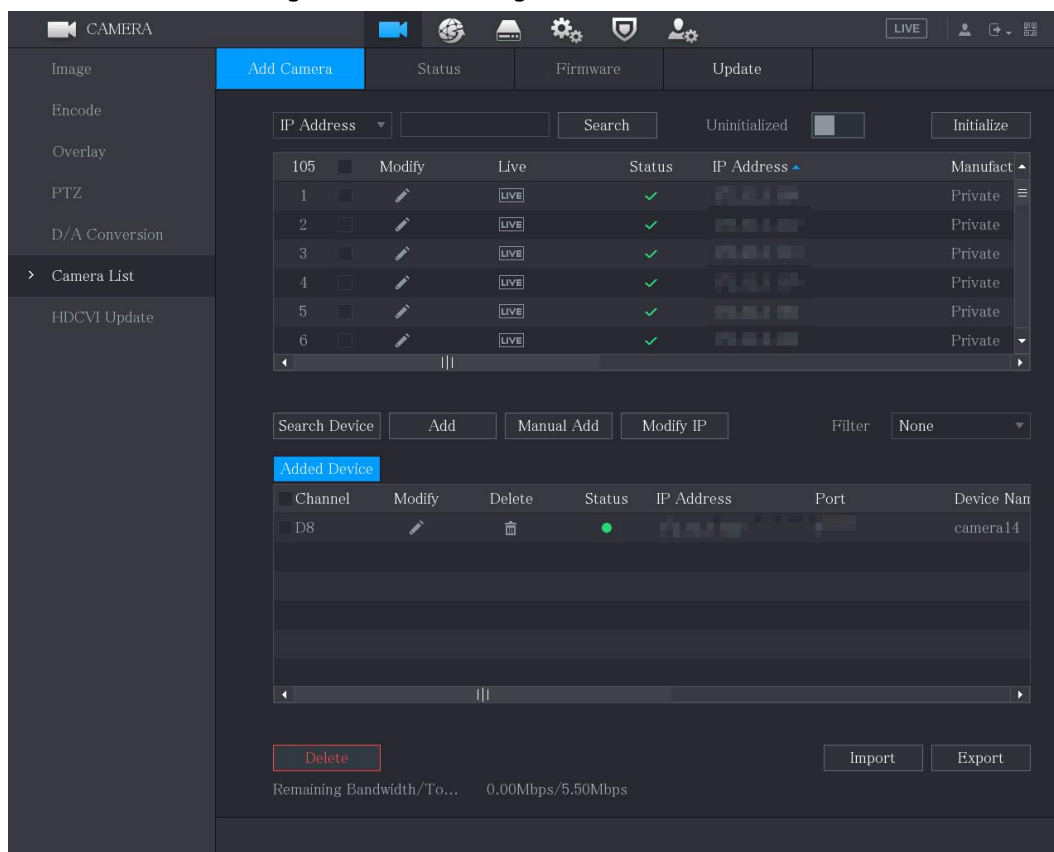 CAMERA LIVE
Image Add Camera Status Firmware Update
Encode
IP Address Search Uninitialized Initialize
Overlay
105 Modify Live Status IP Address Manufact
PTZ
1 LIVE Private
2 LIVE Private
D/A Conversion
3 LIVE Private
Camera List
4 LIVE Private
5 LIVE Private
HDCVI Update
6 LIVE Private
Search Device Add Manual Add Modify IP Filter None
Added Device
Channel Modify Delete Status IP Address Port Device Nam
D8 camera14
Delete Import Export
Remaining Bandwidth/To... 0.00Mbps/5.50Mbps